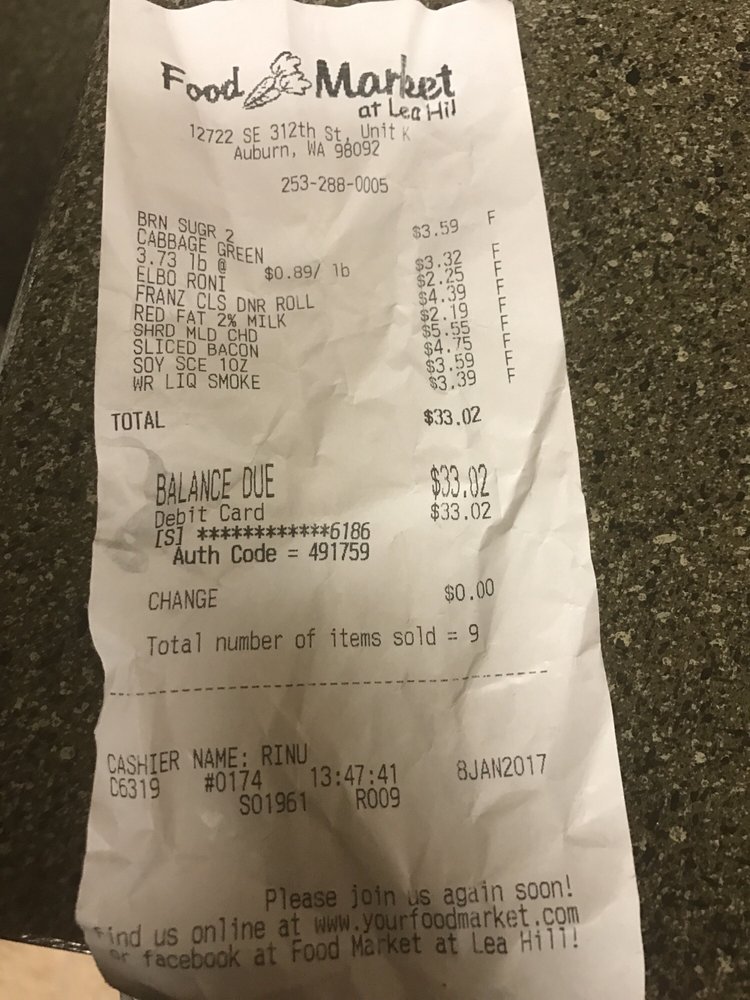 Food Market
at Lea Hill
12722 SE 312th St, Unit K
Auburn, WA 98092
253-288-0005
BRN SUGR 2 $3.59 F
CABBAGE GREEN
3.73 lb @ $0.89/ lb $3.32 F
ELBO RONI $2.25 F
FRANZ CLS DNR ROLL $4.39 F
RED FAT 2% MILK $2.19 F
SHRD MLD CHD $5.55 F
SLICED BACON $4.75 F
SOY SCE 10Z $3.59 F
WR LIQ SMOKE $3.39 F
TOTAL $33.02
BALANCE DUE $33.02
Debit Card $33.02
[S] ************6186
Auth Code = 491759
CHANGE $0.00
Total number of items sold = 9
CASHIER NAME: RINU
C6319 #0174 13:47:41 8JAN2017
S01961 R009
Please join us again soon!
find us online at www.yourfoodmarket.com
or facebook at Food Market at Lea Hill!